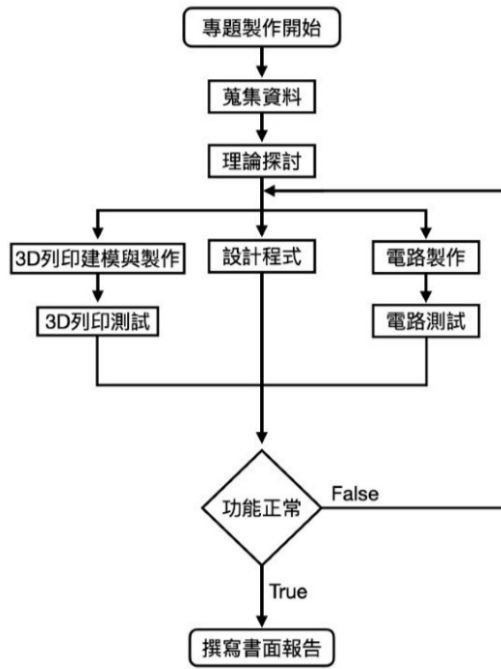 專題製作開始
蒐集資料
理論探討
3D列印建模與製作
設計程式
電路製作
3D列印測試
電路測試
功能正常
False
True
撰寫書面報告